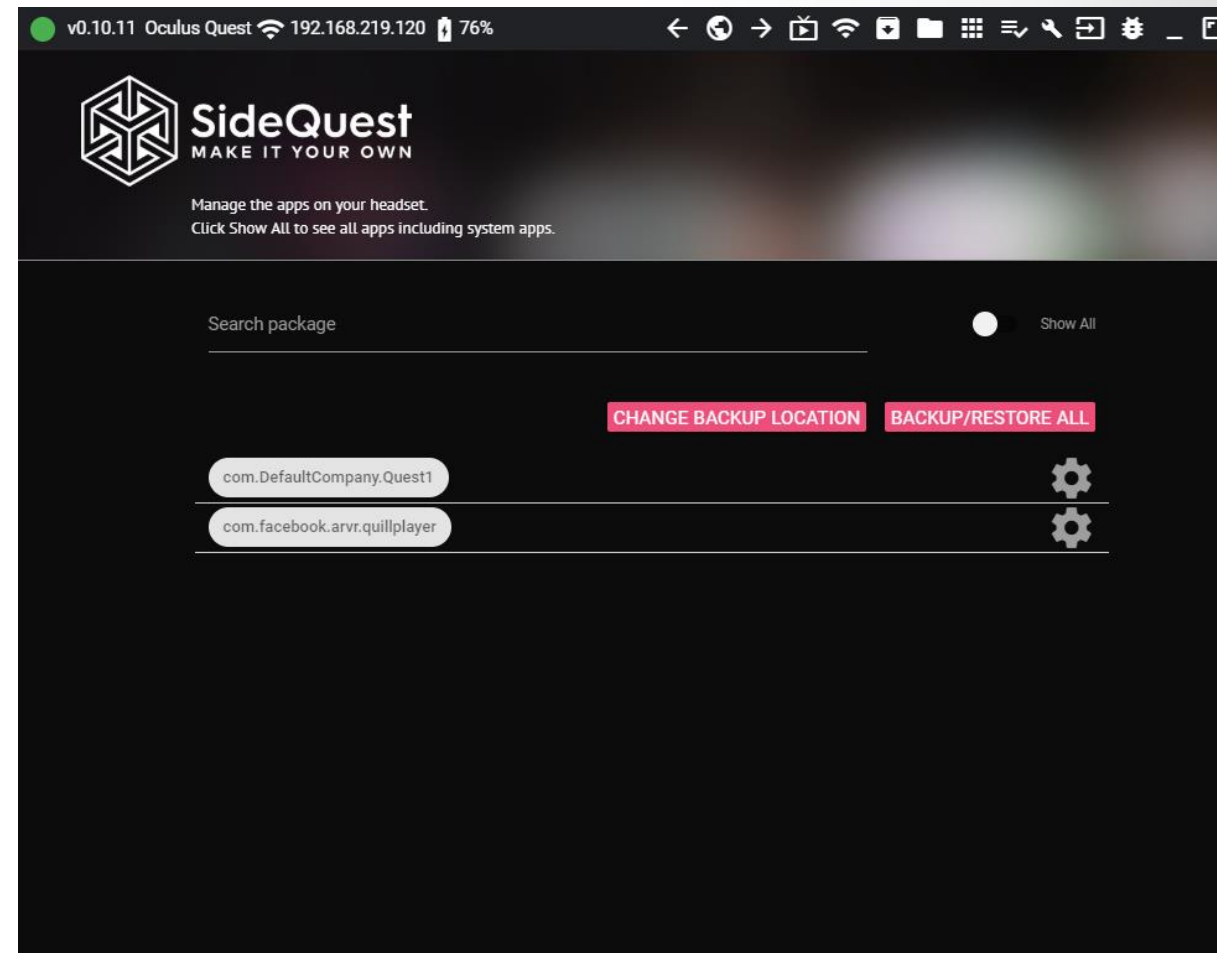 v0.10.11 Oculus Quest 192.168.219.120 76%
SideQuest
MAKE IT YOUR OWN
Manage the apps on your headset.
Click Show All to see all apps including system apps.
Search package
Show All
CHANGE BACKUP LOCATION
BACKUP/RESTORE ALL
com.DefaultCompany.Quest1
com.facebook.arvr.quillplayer